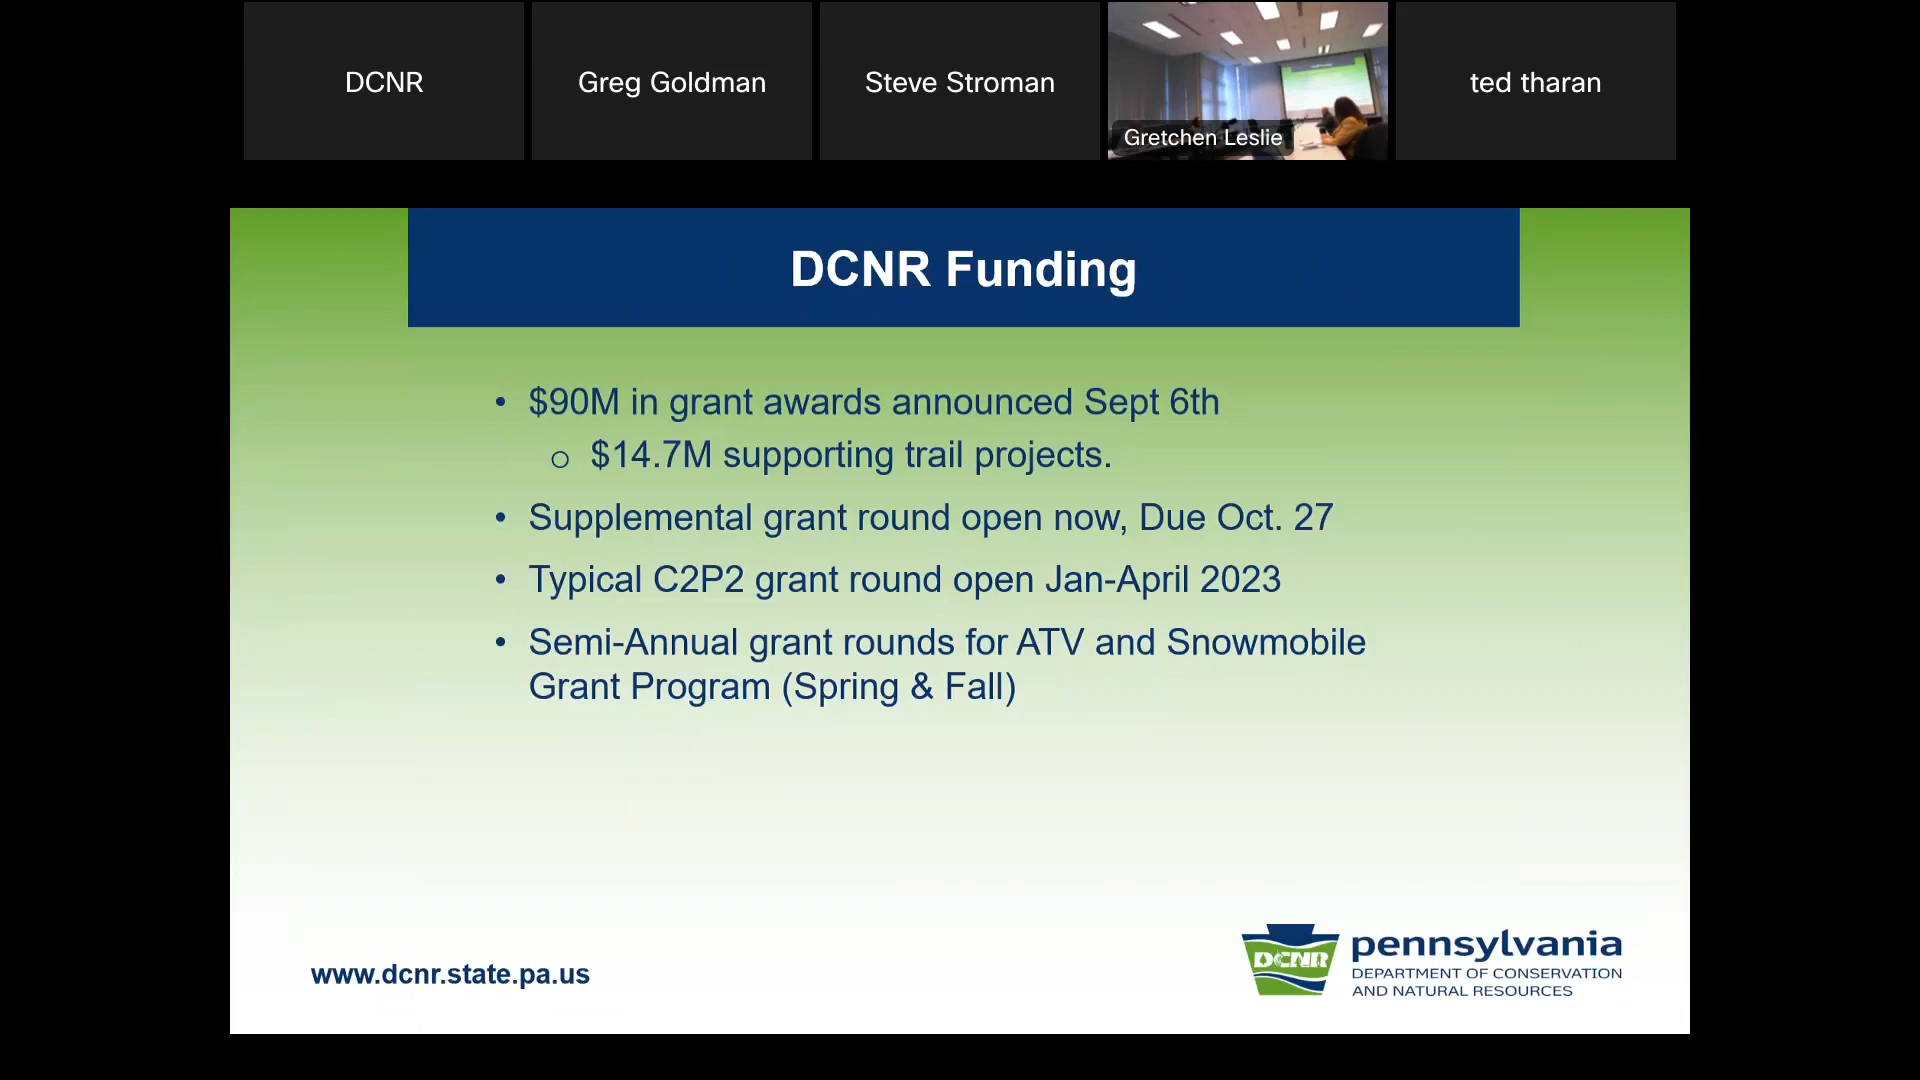 DCNR
Greg Goldman
Steve Stroman
Gretchen Leslie
ted tharan
DCNR Funding
• $90M in grant awards announced Sept 6th
o $14.7M supporting trail projects.
• Supplemental grant round open now, Due Oct. 27
• Typical C2P2 grant round open Jan-April 2023
• Semi-Annual grant rounds for ATV and Snowmobile
Grant Program (Spring & Fall)
www.dcnr.state.pa.us
DCNR
pennsylvania
DEPARTMENT OF CONSERVATION
AND NATURAL RESOURCES